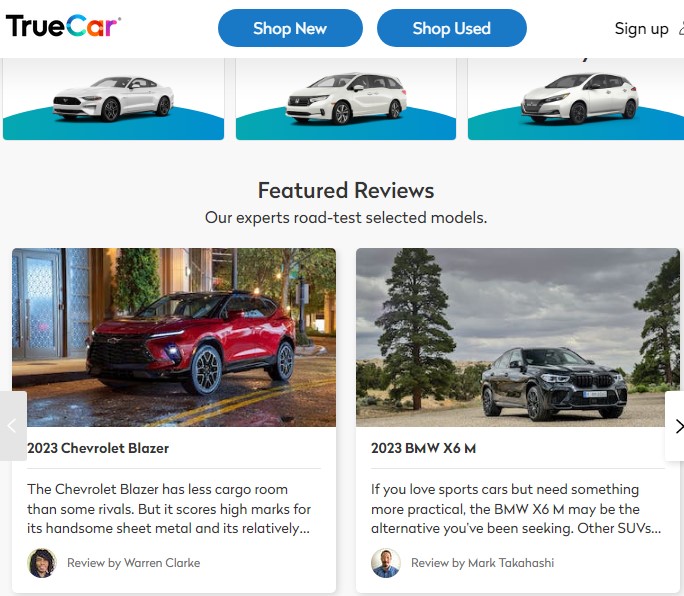 TrueCar
Shop New
Shop Used
Sign up
Featured Reviews
Our experts road-test selected models.
2023 Chevrolet Blazer
The Chevrolet Blazer has less cargo room
than some rivals. But it scores high marks for
its handsome sheet metal and its relatively...
Review by Warren Clarke
2023 BMW X6 M
If you love sports cars but need something
more practical, the BMW X6 M may be the
alternative you've been seeking. Other SUVs...
Review by Mark Takahashi